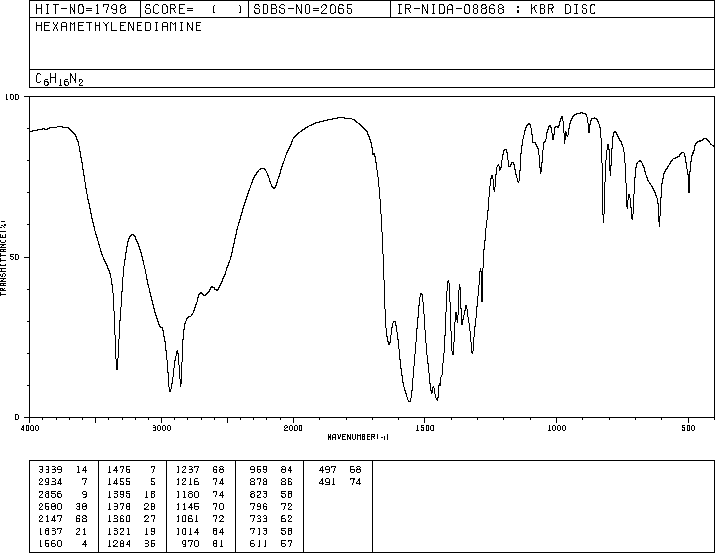 HIT-NO=1798 SCORE= ( ) SDBS-NO=2065 IR-NIDA-08868 : KBR DISC
HEXAMETHYLENEDIAMINE
C6H16N2
100
50
0
TRANSMITTANCE(%)
4000 3000 2000 1500 1000 500
WAVENUMBER(-1)
3339 14 1476 7 1237 68 969 84 497 68
2934 7 1455 5 1216 74 878 86 491 74
2856 9 1395 18 1180 74 823 58
2600 38 1378 28 1145 70 796 72
2147 68 1360 27 1061 72 733 62
1637 21 1321 19 1014 84 713 58
1560 4 1284 35 970 81 611 57